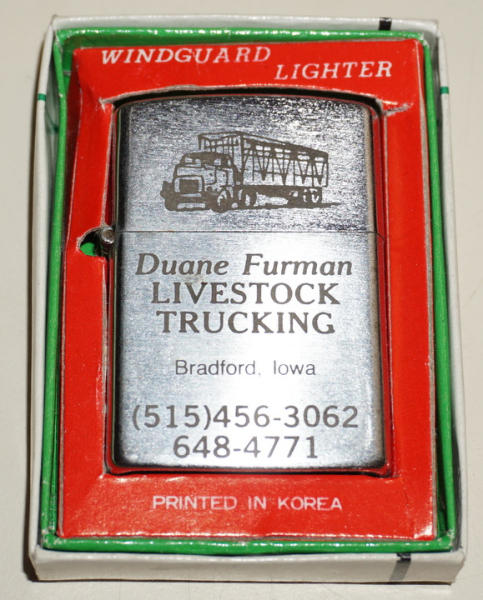 WINDGUARD
LIGHTER
Duane Furman
LIVESTOCK
TRUCKING
Bradford, Iowa
(515)456-3062
648-4771
PRINTED IN KOREA